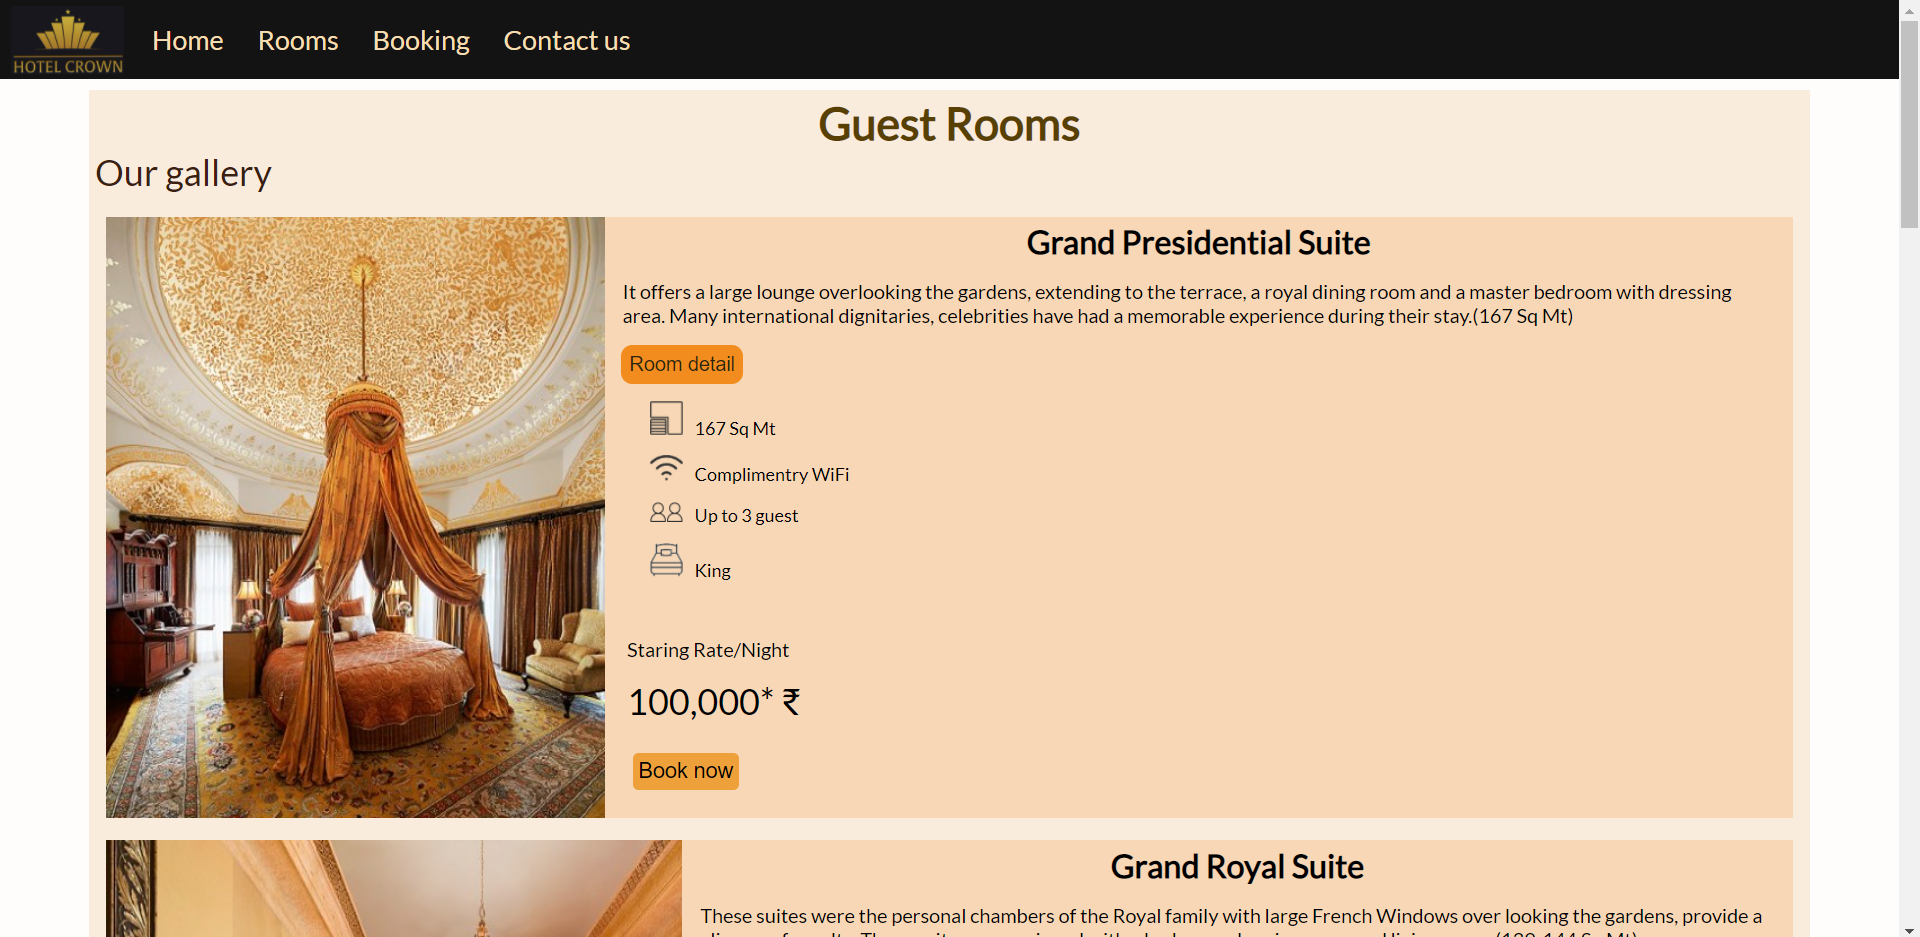 HOTEL CROWN
Home Rooms Booking Contact us
Guest Rooms
Our gallery
Grand Presidential Suite
It offers a large lounge overlooking the gardens, extending to the terrace, a royal dining room and a master bedroom with dressing
area. Many international dignitaries, celebrities have had a memorable experience during their stay.(167 Sq Mt)
Room detail
167 Sq Mt
Complimentry WiFi
Up to 3 guest
King
Staring Rate/Night
100,000* ₹
Book now
Grand Royal Suite
These suites were the personal chambers of the Royal family with large French Windows over looking the gardens, provide a